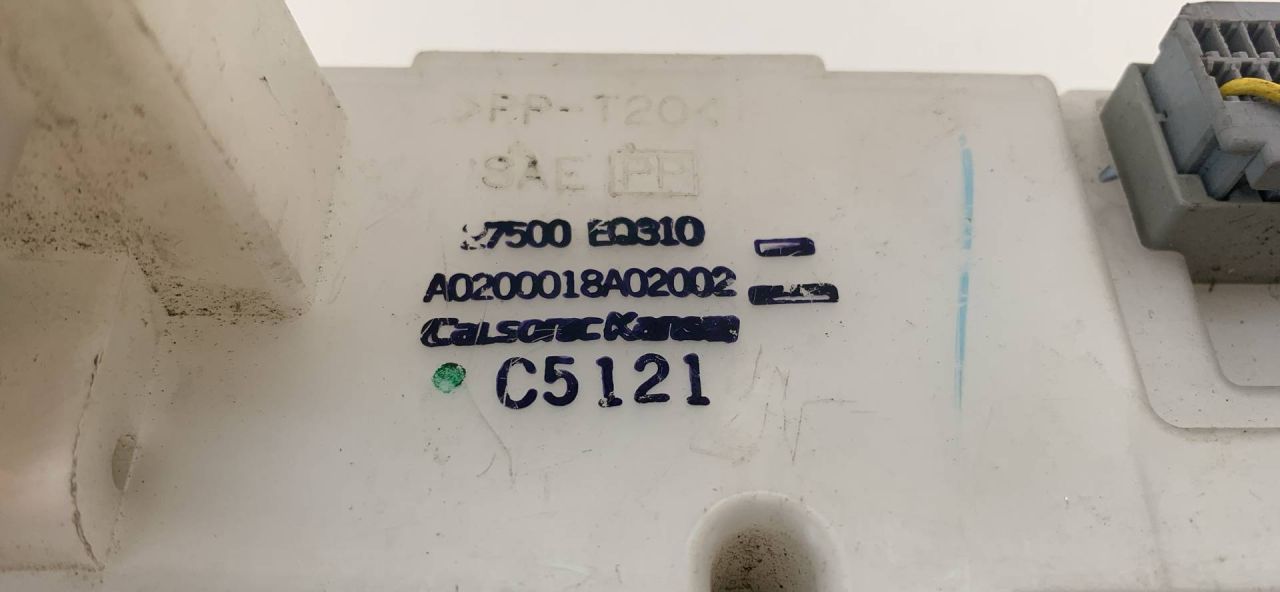 >PP-T20<
SAE PP
27500 EQ310
A0200018A02002
CalsonicKansei
C5121